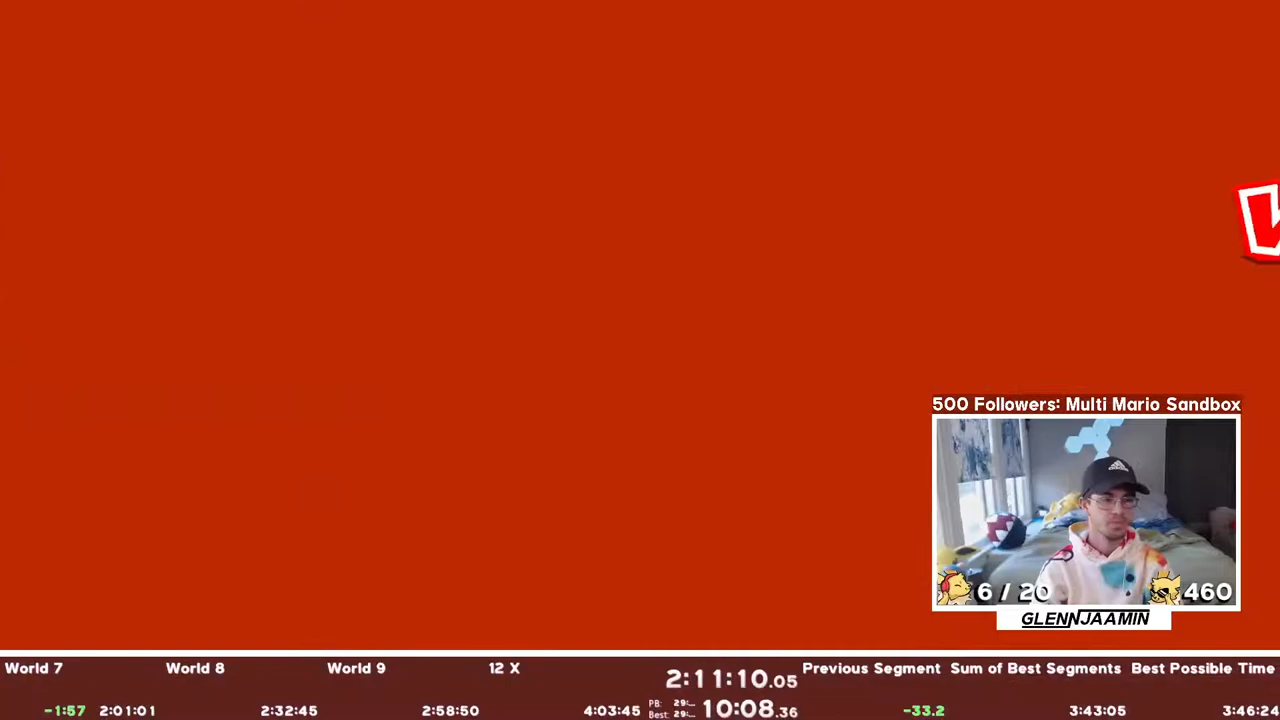 500 Followers: Multi Mario Sandbox
6 / 20
460
GLENNJAAMIN
World 7
World 8
World 9
12 X
2:11:10.05
Previous Segment
Sum of Best Segments
Best Possible Time
-1:57
2:01:01
2:32:45
2:58:50
4:03:45
PB: 29:...
Best: 29:...
10:08.36
-33.2
3:43:05
3:46:24